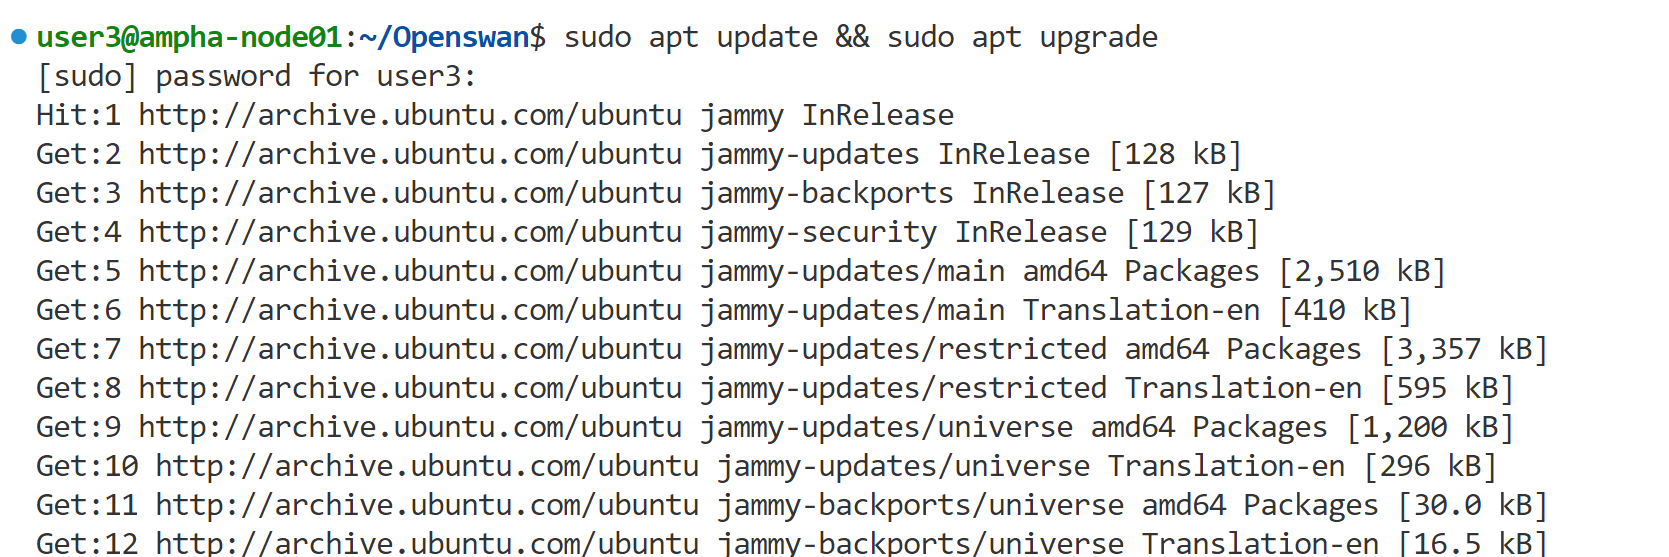 user3@ampha-node01:~/Openswan$ sudo apt update && sudo apt upgrade
[sudo] password for user3:
Hit:1 http://archive.ubuntu.com/ubuntu jammy InRelease
Get:2 http://archive.ubuntu.com/ubuntu jammy-updates InRelease [128 kB]
Get:3 http://archive.ubuntu.com/ubuntu jammy-backports InRelease [127 kB]
Get:4 http://archive.ubuntu.com/ubuntu jammy-security InRelease [129 kB]
Get:5 http://archive.ubuntu.com/ubuntu jammy-updates/main amd64 Packages [2,510 kB]
Get:6 http://archive.ubuntu.com/ubuntu jammy-updates/main Translation-en [410 kB]
Get:7 http://archive.ubuntu.com/ubuntu jammy-updates/restricted amd64 Packages [3,357 kB]
Get:8 http://archive.ubuntu.com/ubuntu jammy-updates/restricted Translation-en [595 kB]
Get:9 http://archive.ubuntu.com/ubuntu jammy-updates/universe amd64 Packages [1,200 kB]
Get:10 http://archive.ubuntu.com/ubuntu jammy-updates/universe Translation-en [296 kB]
Get:11 http://archive.ubuntu.com/ubuntu jammy-backports/universe amd64 Packages [30.0 kB]
Get:12 http://archive.ubuntu.com/ubuntu jammy-backports/universe Translation-en [16.5 kB]